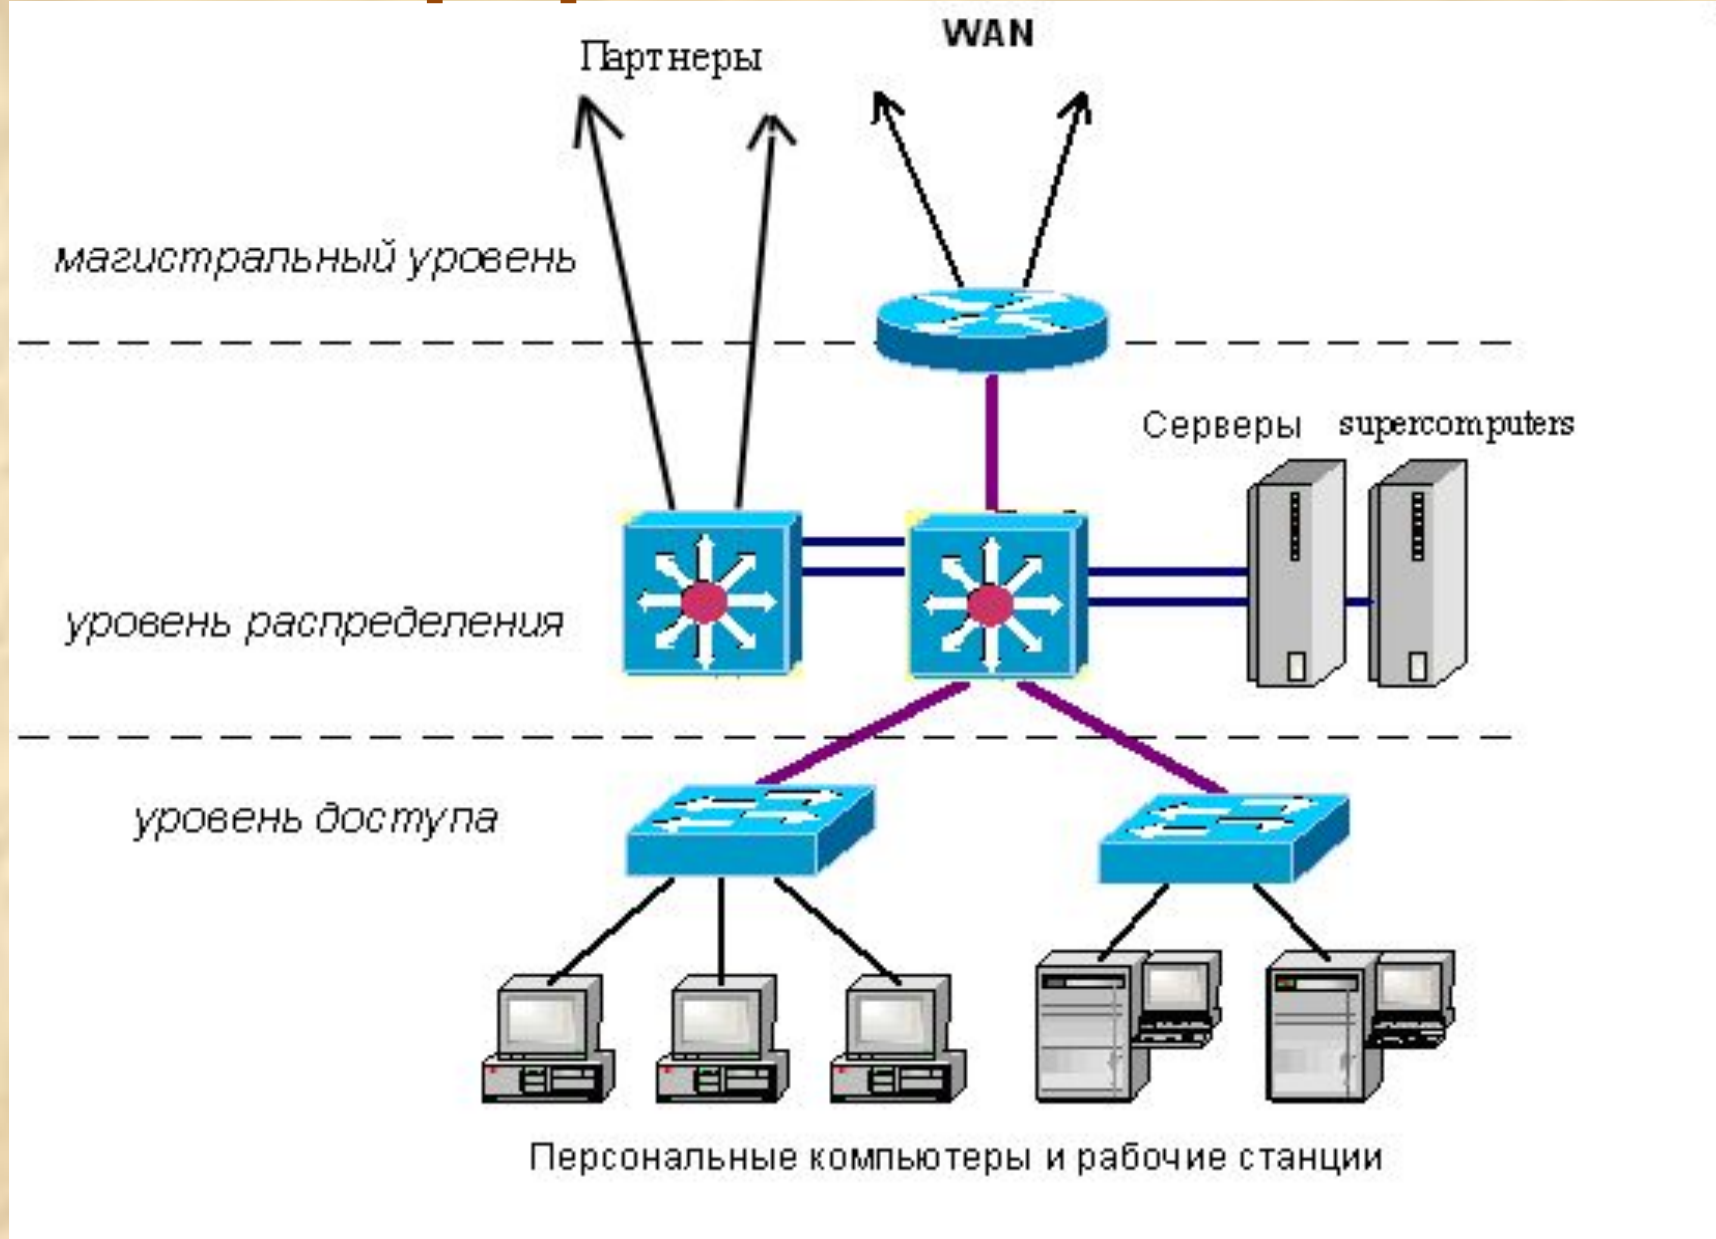 WAN
Партнеры
магистральный уровень
Серверы supercomputers
уровень распределения
уровень доступа
Персональные компьютеры и рабочие станции